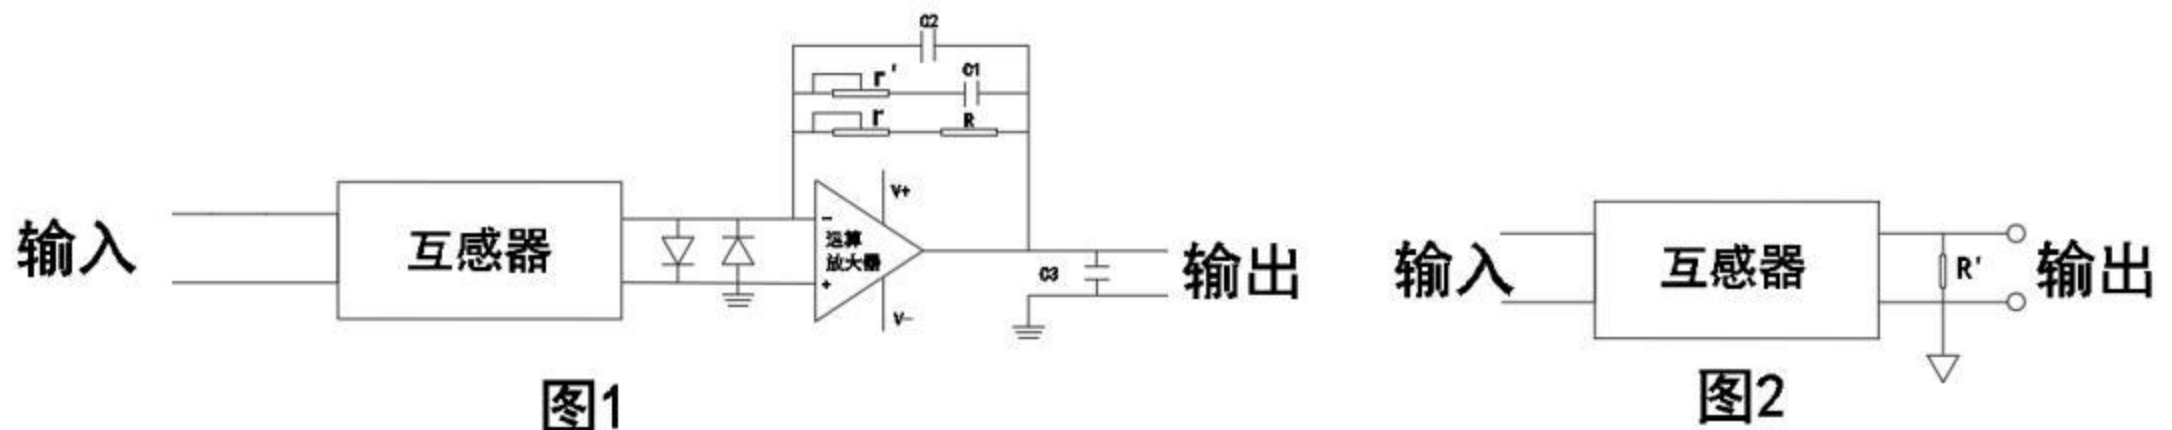 C2
r'
C1
r
R
V+
输入
互感器
-
运算
放大器
+
V-
C3
输出
图1
输入
互感器
R'
输出
图2